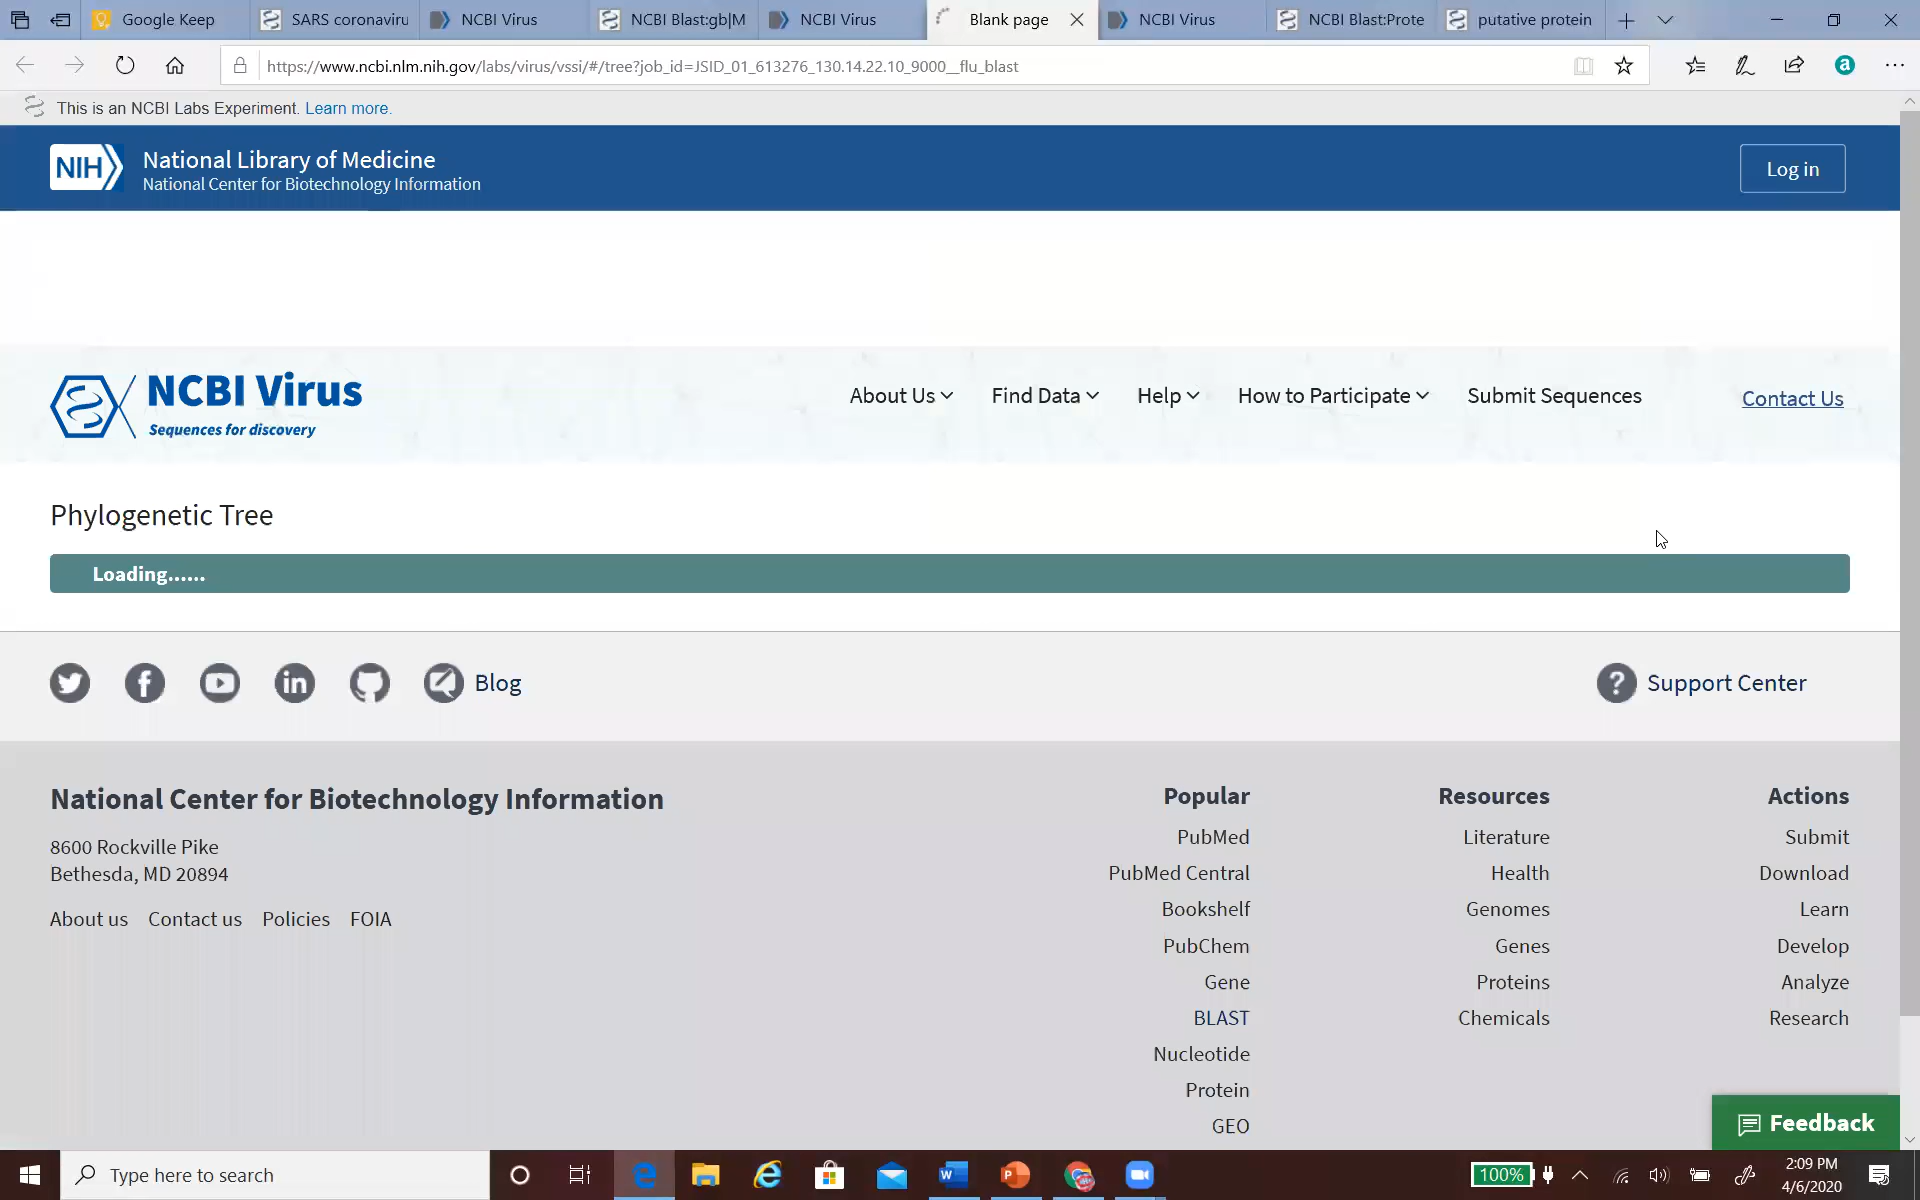 Google Keep
SARS coronaviru
NCBI Virus
NCBI Blast:gb|M
NCBI Virus
Blank page
NCBI Virus
NCBI Blast:Prote
putative protein
https://www.ncbi.nlm.nih.gov/labs/virus/vssi/#/tree?job_id=JSID_01_613276_130.14.22.10_9000__flu_blast
a
This is an NCBI Labs Experiment. Learn more.
NIH
National Library of Medicine
National Center for Biotechnology Information
Log in
NCBI Virus
Sequences for discovery
About Us
Find Data
Help
How to Participate
Submit Sequences
Contact Us
Phylogenetic Tree
Loading......
Blog
Support Center
National Center for Biotechnology Information
8600 Rockville Pike
Bethesda, MD 20894
About us Contact us Policies FOIA
Popular
PubMed
PubMed Central
Bookshelf
PubChem
Gene
BLAST
Nucleotide
Protein
GEO
Resources
Literature
Health
Genomes
Genes
Proteins
Chemicals
Actions
Submit
Download
Learn
Develop
Analyze
Research
Feedback
Type here to search
100%
2:09 PM
4/6/2020